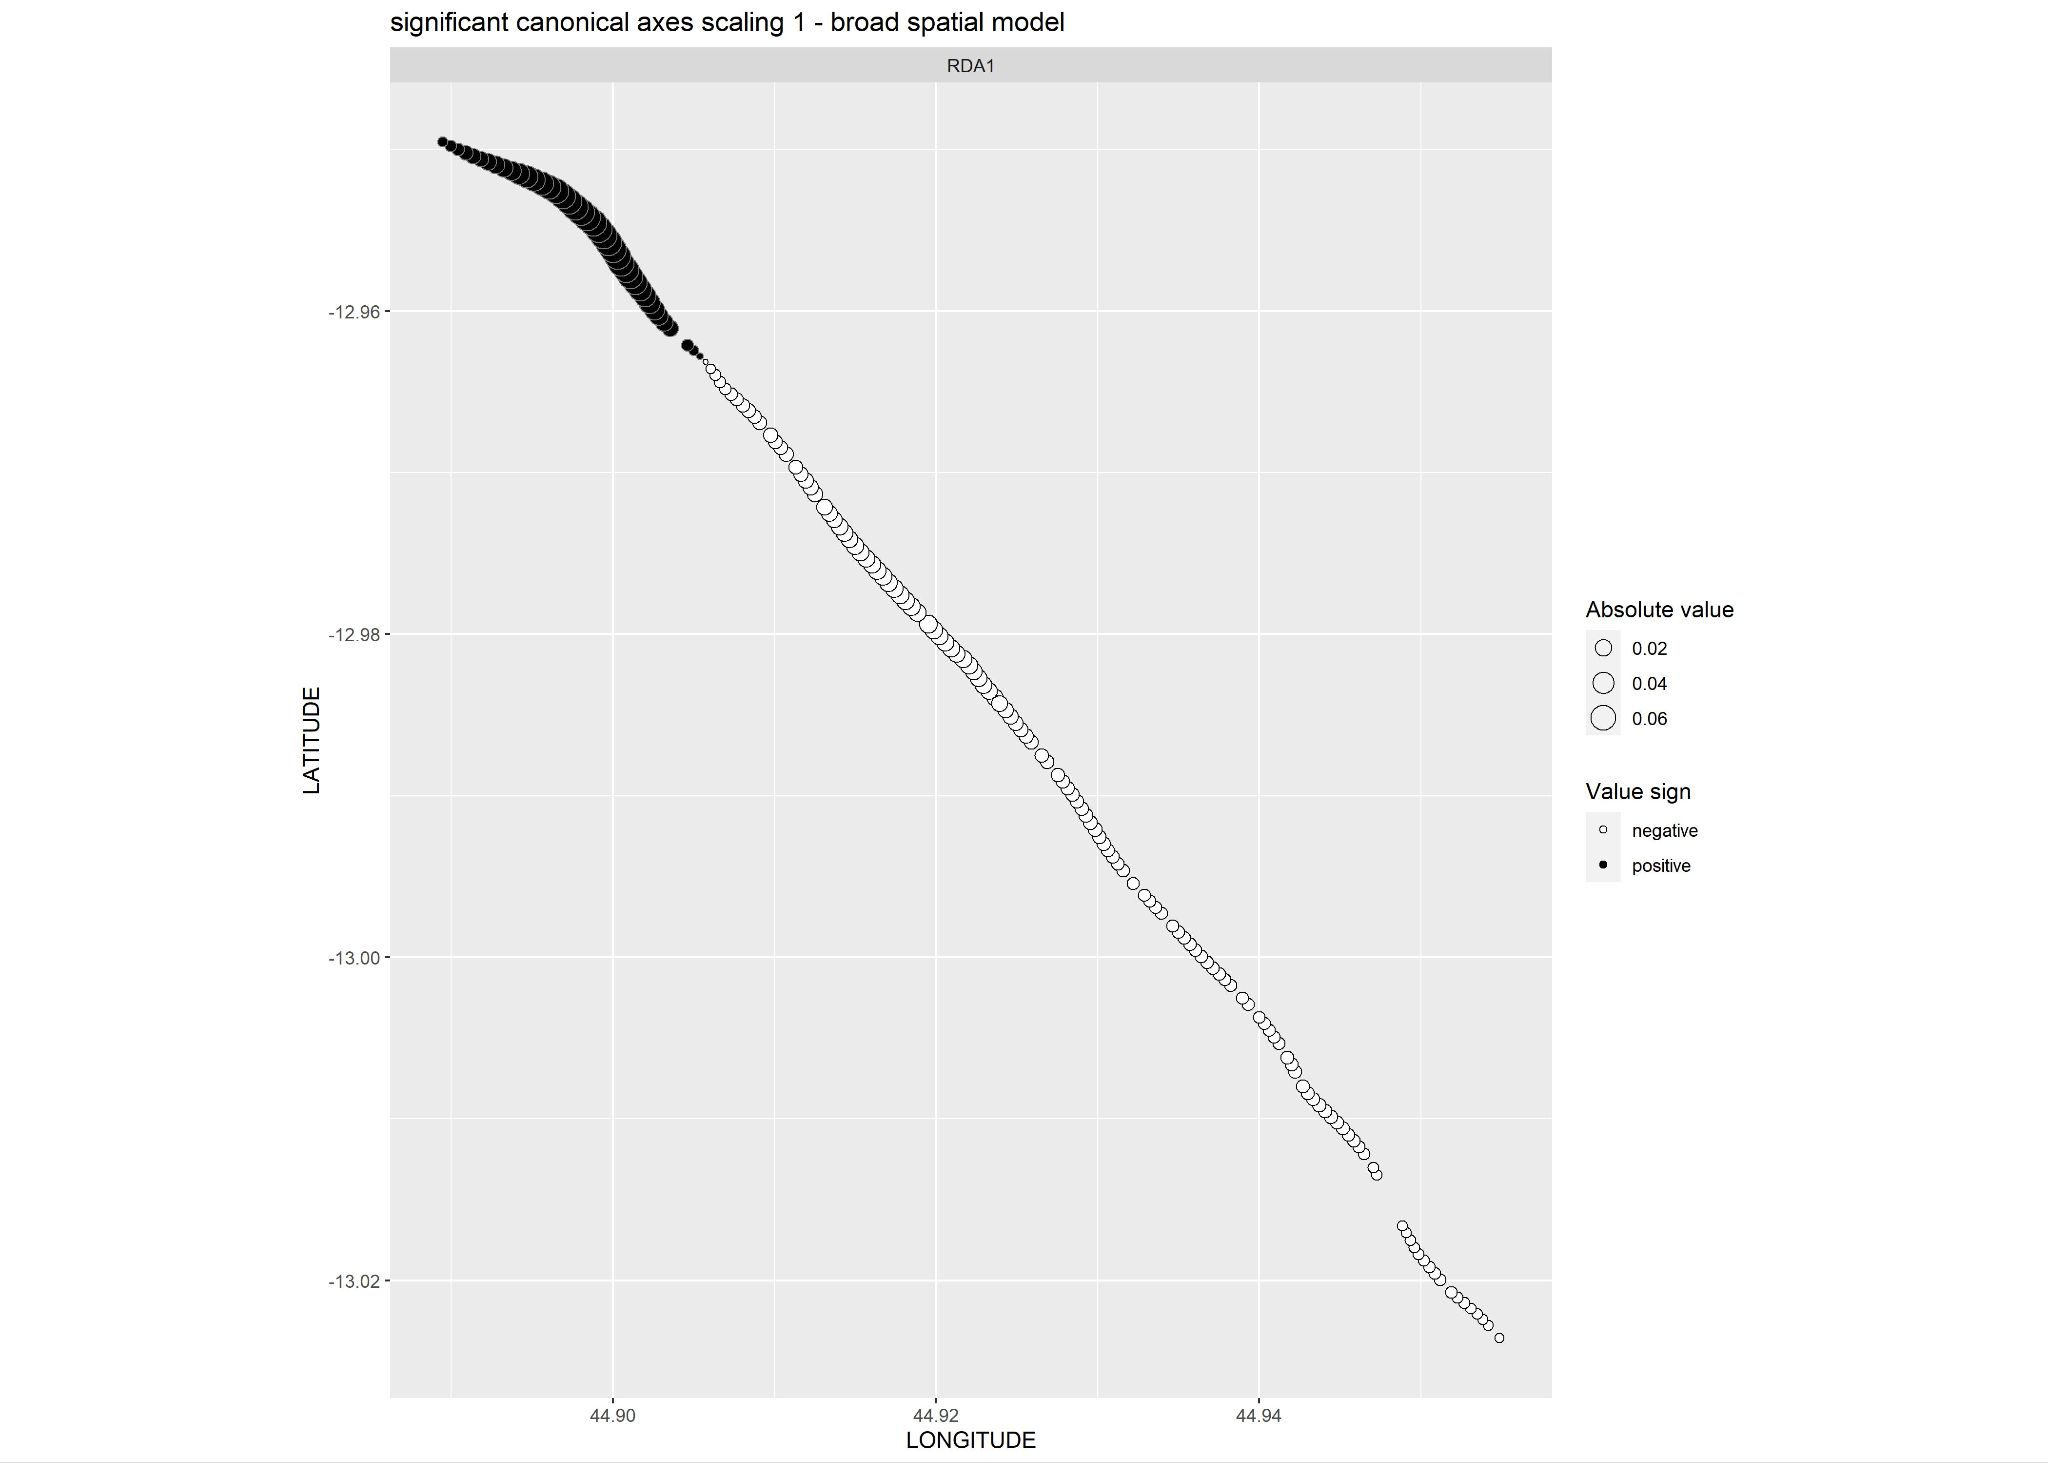 significant canonical axes scaling 1 - broad spatial model
RDA1
-12.96
-12.98
-13.00
-13.02
LATITUDE
44.90
44.92
44.94
LONGITUDE
Absolute value
0.02
0.04
0.06
Value sign
negative
positive